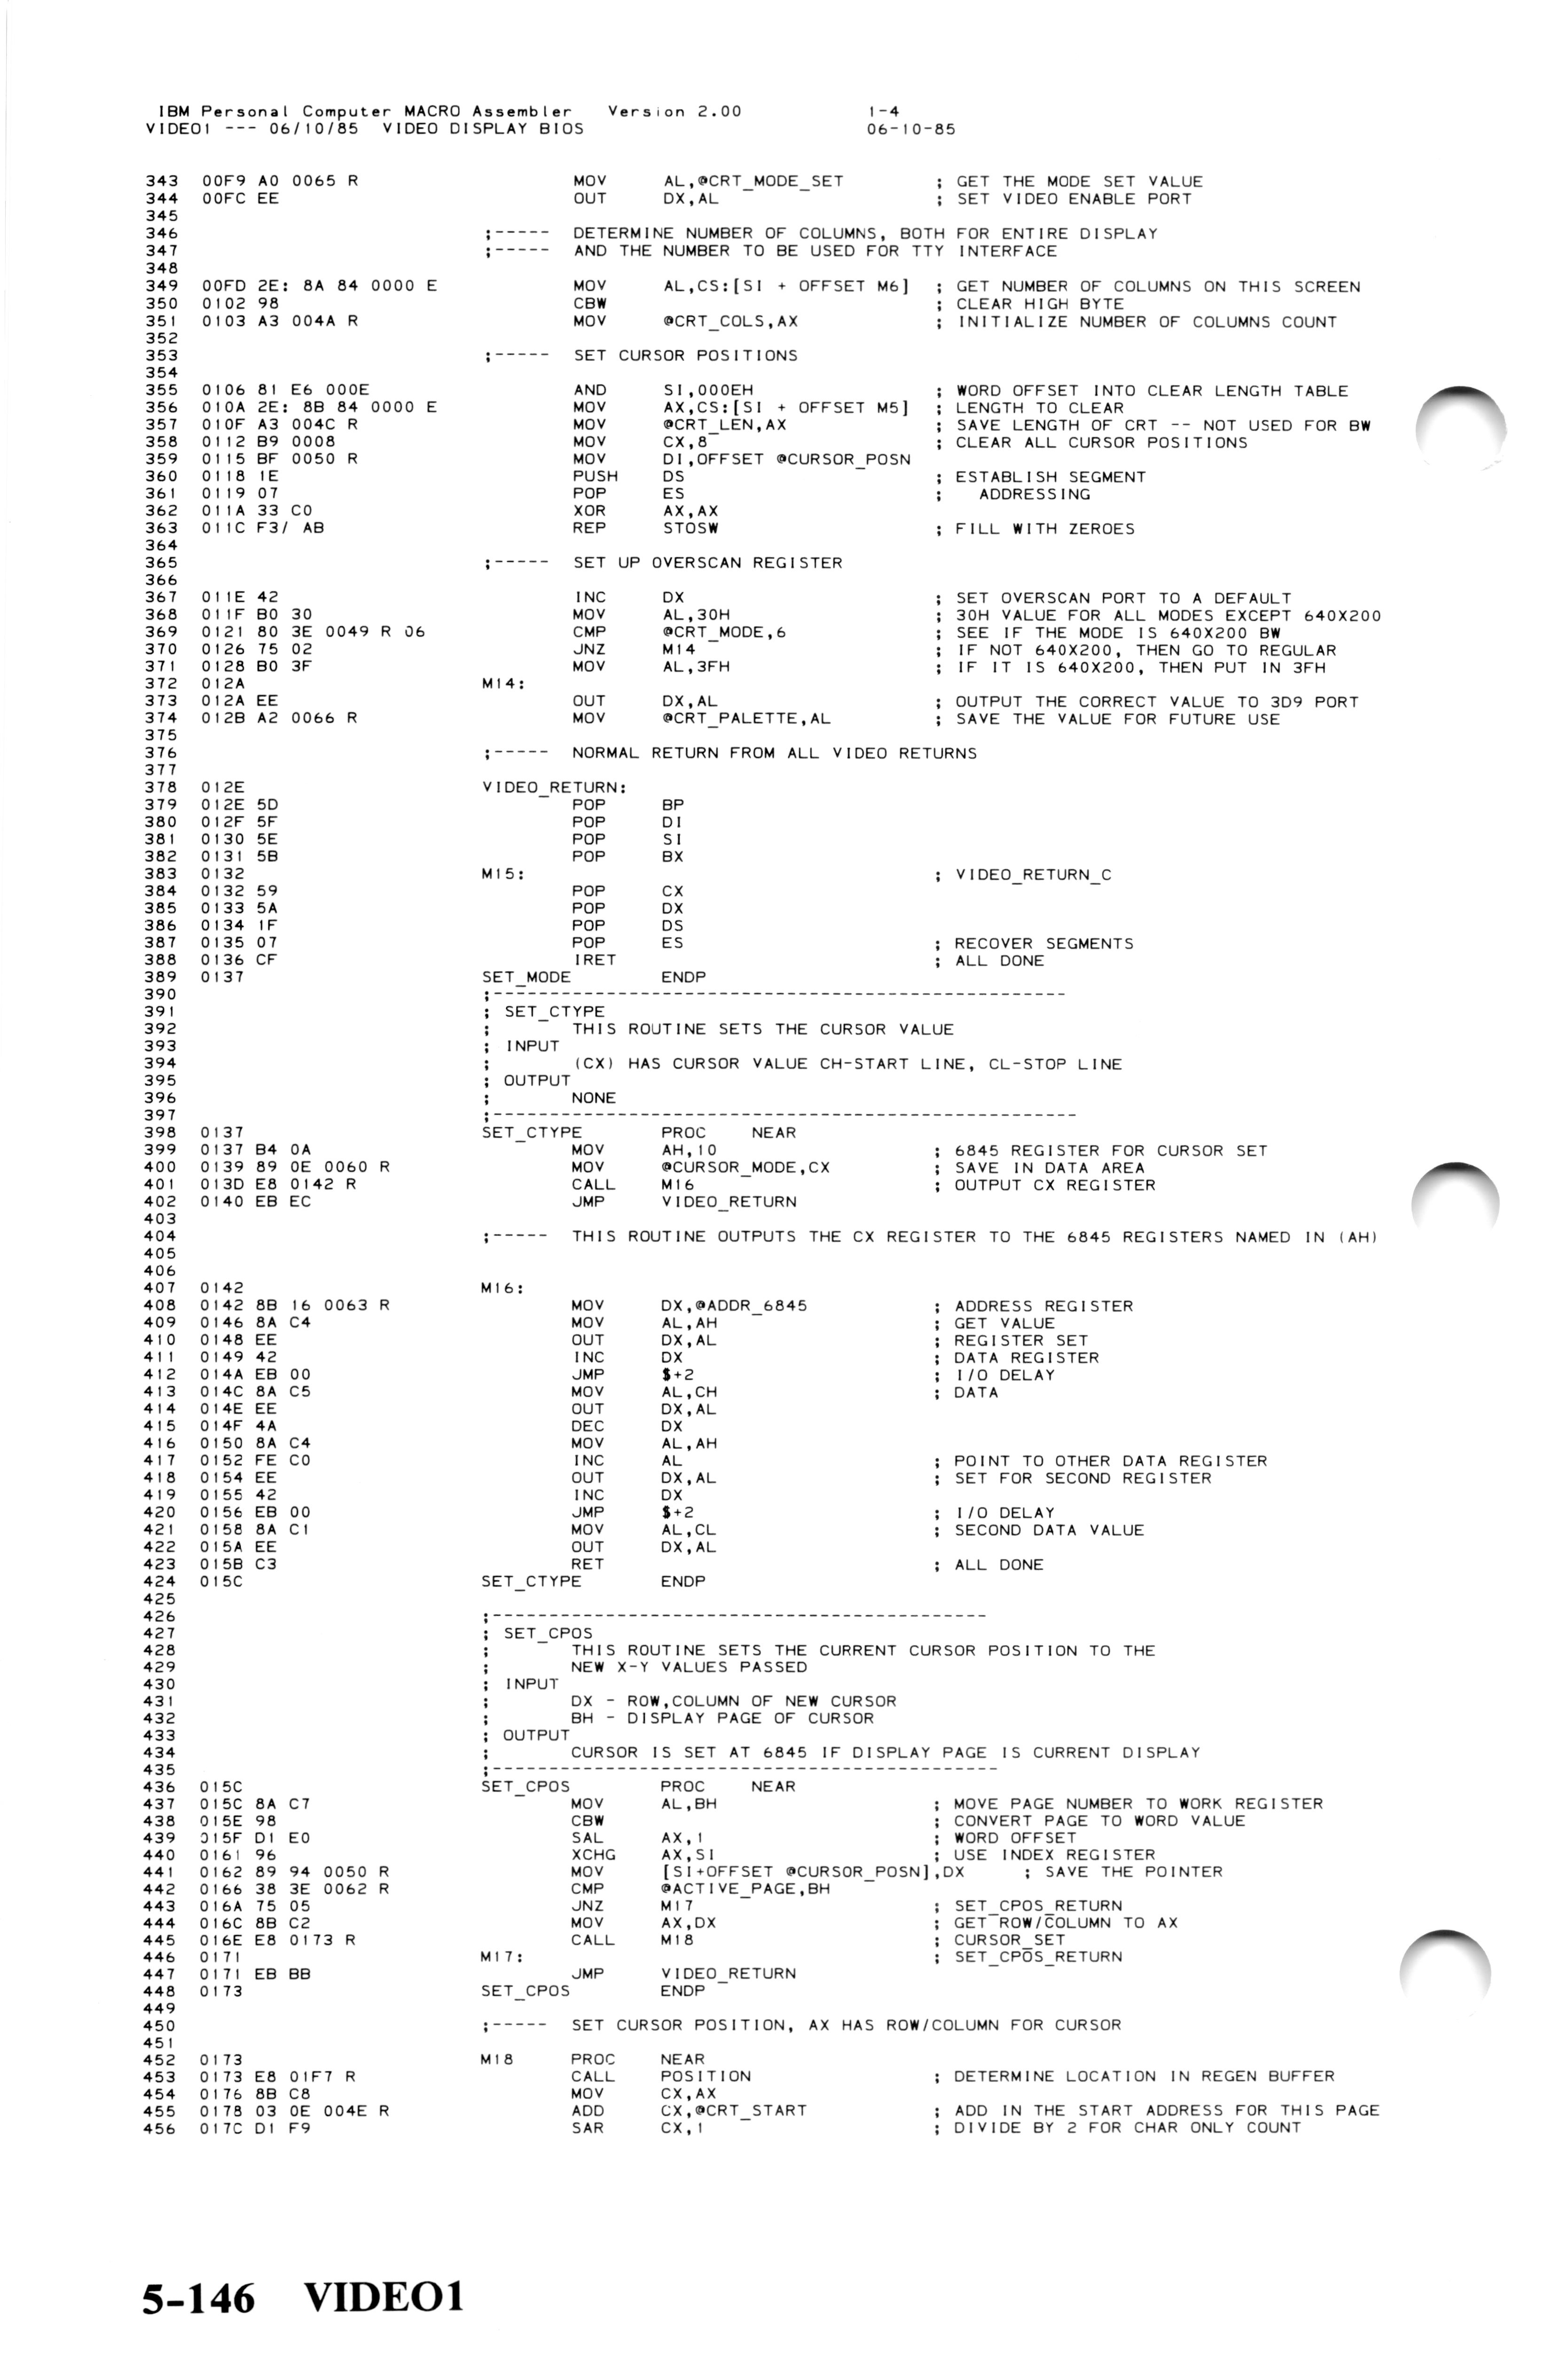 IBM Personal Computer MACRO Assembler   Version 2.00              1-4
VIDEO1 --- 06/10/85  VIDEO DISPLAY BIOS                           06-10-85
343  00F9 A0 0065 R                  MOV     AL,@CRT_MODE_SET        ; GET THE MODE SET VALUE
344  00FC EE                         OUT     DX,AL                   ; SET VIDEO ENABLE PORT
345
346                          ;-----  DETERMINE NUMBER OF COLUMNS, BOTH FOR ENTIRE DISPLAY
347                          ;-----  AND THE NUMBER TO BE USED FOR TTY INTERFACE
348
349  00FD 2E: 8A 84 0000 E           MOV     AL,CS:[SI + OFFSET M6]  ; GET NUMBER OF COLUMNS ON THIS SCREEN
350  0102 98                         CBW                             ; CLEAR HIGH BYTE
351  0103 A3 004A R                  MOV     @CRT_COLS,AX            ; INITIALIZE NUMBER OF COLUMNS COUNT
352
353                          ;-----  SET CURSOR POSITIONS
354
355  0106 81 E6 000E                 AND     SI,000EH                ; WORD OFFSET INTO CLEAR LENGTH TABLE
356  010A 2E: 8B 84 0000 E           MOV     AX,CS:[SI + OFFSET M5]  ; LENGTH TO CLEAR
357  010F A3 004C R                  MOV     @CRT_LEN,AX             ; SAVE LENGTH OF CRT -- NOT USED FOR BW
358  0112 B9 0008                    MOV     CX,8                    ; CLEAR ALL CURSOR POSITIONS
359  0115 BF 0050 R                  MOV     DI,OFFSET @CURSOR_POSN
360  0118 1E                         PUSH    DS                      ; ESTABLISH SEGMENT
361  0119 07                         POP     ES                      ;   ADDRESSING
362  011A 33 C0                      XOR     AX,AX
363  011C F3/ AB                     REP     STOSW                   ; FILL WITH ZEROES
364
365                          ;-----  SET UP OVERSCAN REGISTER
366
367  011E 42                         INC     DX                      ; SET OVERSCAN PORT TO A DEFAULT
368  011F B0 30                      MOV     AL,30H                  ; 30H VALUE FOR ALL MODES EXCEPT 640X200
369  0121 80 3E 0049 R 06            CMP     @CRT_MODE,6             ; SEE IF THE MODE IS 640X200 BW
370  0126 75 02                      JNZ     M14                     ; IF NOT 640X200, THEN GO TO REGULAR
371  0128 B0 3F                      MOV     AL,3FH                  ; IF IT IS 640X200, THEN PUT IN 3FH
372  012A                    M14:
373  012A EE                         OUT     DX,AL                   ; OUTPUT THE CORRECT VALUE TO 3D9 PORT
374  012B A2 0066 R                  MOV     @CRT_PALETTE,AL         ; SAVE THE VALUE FOR FUTURE USE
375
376                          ;-----  NORMAL RETURN FROM ALL VIDEO RETURNS
377
378  012E                    VIDEO_RETURN:
379  012E 5D                         POP     BP
380  012F 5F                         POP     DI
381  0130 5E                         POP     SI
382  0131 5B                         POP     BX
383  0132                    M15:                                    ; VIDEO_RETURN_C
384  0132 59                         POP     CX
385  0133 5A                         POP     DX
386  0134 1F                         POP     DS
387  0135 07                         POP     ES                      ; RECOVER SEGMENTS
388  0136 CF                         IRET                            ; ALL DONE
389  0137                    SET_MODE        ENDP
390                          ;---------------------------------------------------
391                          ; SET_CTYPE
392                          ;       THIS ROUTINE SETS THE CURSOR VALUE
393                          ; INPUT
394                          ;       (CX) HAS CURSOR VALUE CH-START LINE, CL-STOP LINE
395                          ; OUTPUT
396                          ;       NONE
397                          ;----------------------------------------------------
398  0137                    SET_CTYPE       PROC    NEAR
399  0137 B4 0A                      MOV     AH,10                   ; 6845 REGISTER FOR CURSOR SET
400  0139 89 0E 0060 R               MOV     @CURSOR_MODE,CX         ; SAVE IN DATA AREA
401  013D E8 0142 R                  CALL    M16                     ; OUTPUT CX REGISTER
402  0140 EB EC                      JMP     VIDEO_RETURN
403
404                          ;-----  THIS ROUTINE OUTPUTS THE CX REGISTER TO THE 6845 REGISTERS NAMED IN (AH)
405
406
407  0142                    M16:
408  0142 8B 16 0063 R               MOV     DX,@ADDR_6845           ; ADDRESS REGISTER
409  0146 8A C4                      MOV     AL,AH                   ; GET VALUE
410  0148 EE                         OUT     DX,AL                   ; REGISTER SET
411  0149 42                         INC     DX                      ; DATA REGISTER
412  014A EB 00                      JMP     $+2                     ; I/O DELAY
413  014C 8A C5                      MOV     AL,CH                   ; DATA
414  014E EE                         OUT     DX,AL
415  014F 4A                         DEC     DX
416  0150 8A C4                      MOV     AL,AH
417  0152 FE C0                      INC     AL                      ; POINT TO OTHER DATA REGISTER
418  0154 EE                         OUT     DX,AL                   ; SET FOR SECOND REGISTER
419  0155 42                         INC     DX
420  0156 EB 00                      JMP     $+2                     ; I/O DELAY
421  0158 8A C1                      MOV     AL,CL                   ; SECOND DATA VALUE
422  015A EE                         OUT     DX,AL
423  015B C3                         RET                             ; ALL DONE
424  015C                    SET_CTYPE       ENDP
425
426                          ;--------------------------------------------
427                          ; SET_CPOS
428                          ;       THIS ROUTINE SETS THE CURRENT CURSOR POSITION TO THE
429                          ;       NEW X-Y VALUES PASSED
430                          ; INPUT
431                          ;       DX - ROW,COLUMN OF NEW CURSOR
432                          ;       BH - DISPLAY PAGE OF CURSOR
433                          ; OUTPUT
434                          ;       CURSOR IS SET AT 6845 IF DISPLAY PAGE IS CURRENT DISPLAY
435                          ;---------------------------------------------
436  015C                    SET_CPOS        PROC    NEAR
437  015C 8A C7                      MOV     AL,BH                   ; MOVE PAGE NUMBER TO WORK REGISTER
438  015E 98                         CBW                             ; CONVERT PAGE TO WORD VALUE
439  015F D1 E0                      SAL     AX,1                    ; WORD OFFSET
440  0161 96                         XCHG    AX,SI                   ; USE INDEX REGISTER
441  0162 89 94 0050 R               MOV     [SI+OFFSET @CURSOR_POSN],DX     ; SAVE THE POINTER
442  0166 38 3E 0062 R               CMP     @ACTIVE_PAGE,BH
443  016A 75 05                      JNZ     M17                     ; SET_CPOS_RETURN
444  016C 8B C2                      MOV     AX,DX                   ; GET ROW/COLUMN TO AX
445  016E E8 0173 R                  CALL    M18                     ; CURSOR_SET
446  0171                    M17:                                    ; SET_CPOS_RETURN
447  0171 EB BB                      JMP     VIDEO_RETURN
448  0173                    SET_CPOS        ENDP
449
450                          ;-----  SET CURSOR POSITION, AX HAS ROW/COLUMN FOR CURSOR
451
452  0173                    M18     PROC    NEAR
453  0173 E8 01F7 R                  CALL    POSITION                ; DETERMINE LOCATION IN REGEN BUFFER
454  0176 8B C8                      MOV     CX,AX
455  0178 03 0E 004E R               ADD     CX,@CRT_START           ; ADD IN THE START ADDRESS FOR THIS PAGE
456  017C D1 F9                      SAR     CX,1                    ; DIVIDE BY 2 FOR CHAR ONLY COUNT
5-146 VIDEO1